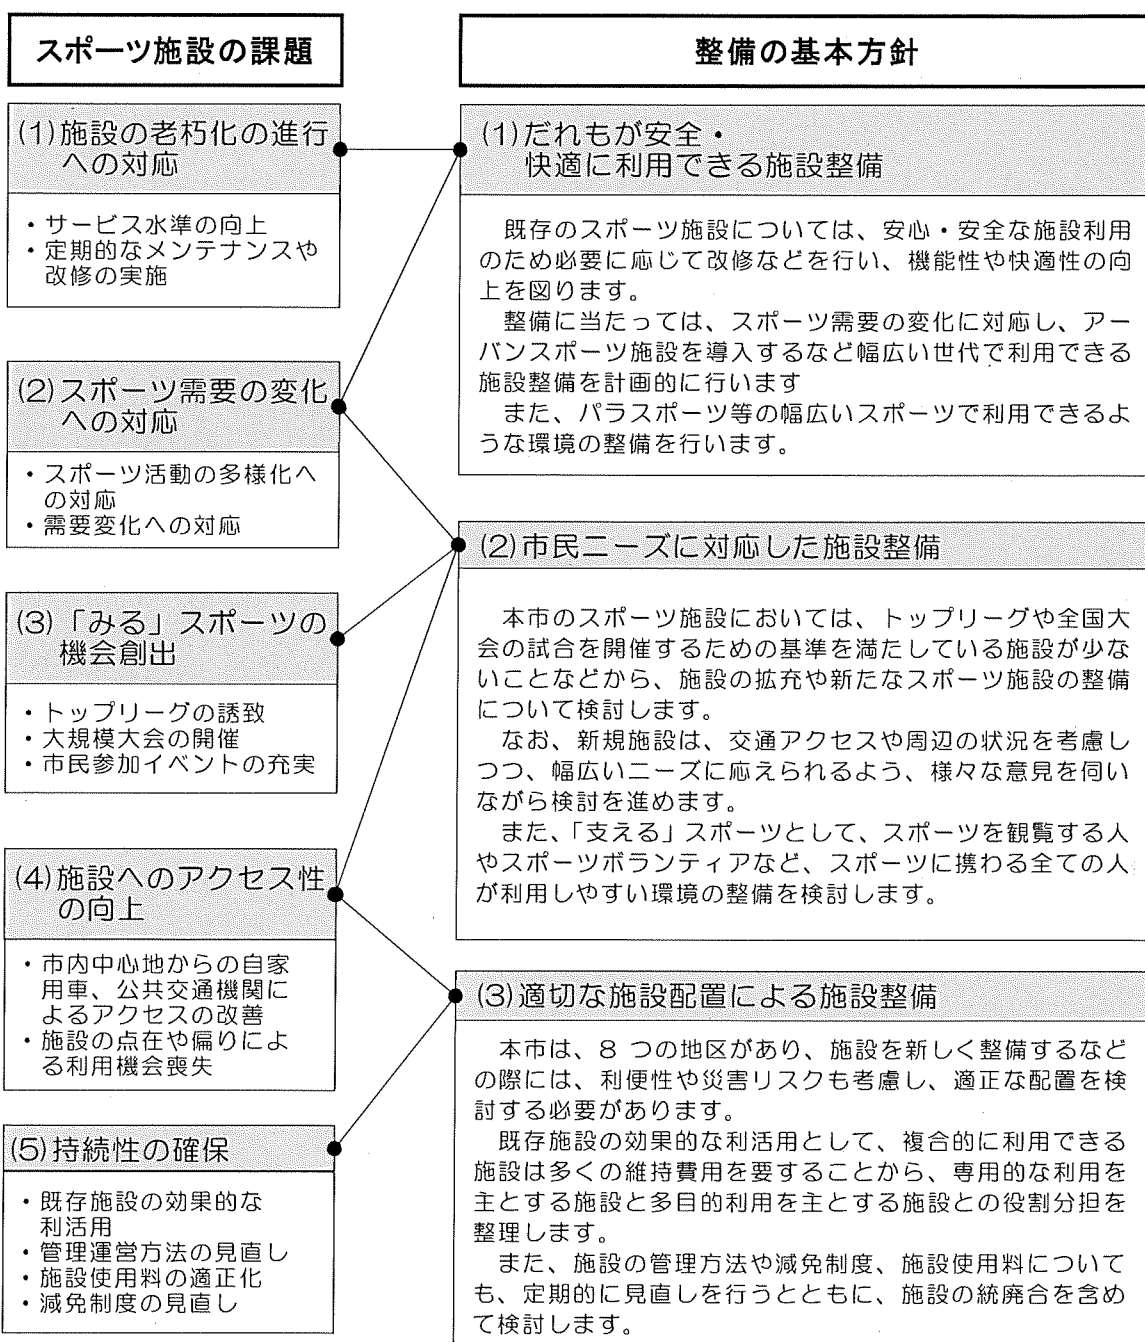 スポーツ施設の課題
(1)施設の老朽化の進行
への対応
・サービス水準の向上
・定期的なメンテナンスや
改修の実施
(2)スポーツ需要の変化
への対応
・スポーツ活動の多様化へ
の対応
・需要変化への対応
(3)「みる」スポーツの
機会創出
・トップリーグの誘致
・大規模大会の開催
・市民参加イベントの充実
(4)施設へのアクセス性
の向上
・市内中心地からの自家
用車、公共交通機関に
よるアクセスの改善
・施設の点在や偏りによ
る利用機会喪失
(5)持続性の確保
・既存施設の効果的な
利活用
・管理運営方法の見直し
・施設使用料の適正化
・減免制度の見直し
整備の基本方針
(1)だれもが安全・
快適に利用できる施設整備
既存のスポーツ施設については、安心・安全な施設利用
のため必要に応じて改修などを行い、機能性や快適性の向
上を図ります。
整備に当たっては、スポーツ需要の変化に対応し、アー
バンスポーツ施設を導入するなど幅広い世代で利用できる
施設整備を計画的に行います
また、パラスポーツ等の幅広いスポーツで利用できるよ
うな環境の整備を行います。
(2)市民ニーズに対応した施設整備
本市のスポーツ施設においては、トップリーグや全国大
会の試合を開催するための基準を満たしている施設が少な
いことなどから、施設の拡充や新たなスポーツ施設の整備
について検討します。
なお、新規施設は、交通アクセスや周辺の状況を考慮し
つつ、幅広いニーズに応えられるよう、様々な意見を伺い
ながら検討を進めます。
また、「支える」スポーツとして、スポーツを観覧する人
やスポーツボランティアなど、スポーツに携わる全ての人
が利用しやすい環境の整備を検討します。
(3)適切な施設配置による施設整備
本市は、8 つの地区があり、施設を新しく整備するなど
の際には、利便性や災害リスクも考慮し、適正な配置を検
討する必要があります。
既存施設の効果的な利活用として、複合的に利用できる
施設は多くの維持費用を要することから、専用的な利用を
主とする施設と多目的利用を主とする施設との役割分担を
整理します。
また、施設の管理方法や減免制度、施設使用料について
も、定期的に見直しを行うとともに、施設の統廃合を含め
て検討します。